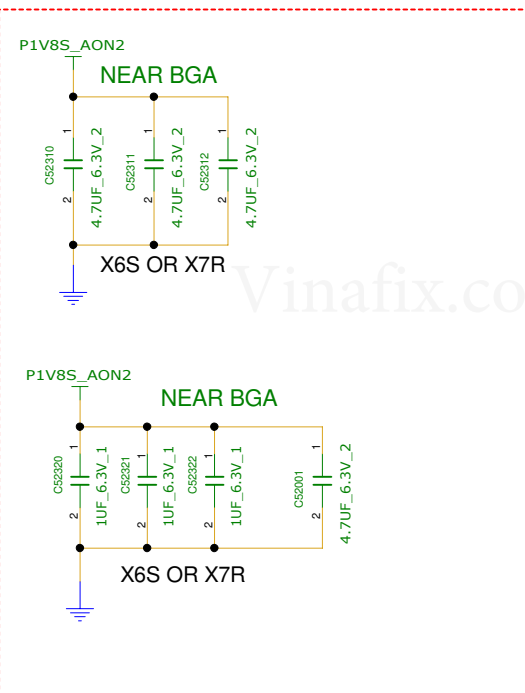 P1V8S_AON2
NEAR BGA
1
1
1
C52310
4.7UF_6.3V_2
C52311
4.7UF_6.3V_2
C52312
4.7UF_6.3V_2
2
2
2
X6S OR X7R
Vinafix.co
P1V8S_AON2
NEAR BGA
1
1
1
1
C52320
1UF_6.3V_1
C52321
1UF_6.3V_1
C52322
1UF_6.3V_1
C52001
4.7UF_6.3V_2
2
2
2
2
X6S OR X7R